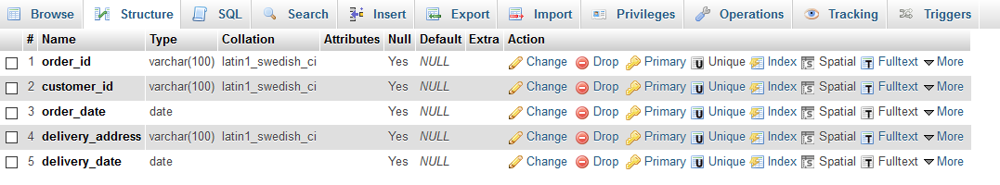 Browse Structure SQL Search Insert Export Import Privileges Operations Tracking Triggers
# Name Type Collation Attributes Null Default Extra Action
1 order_id varchar(100) latin1_swedish_ci Yes NULL Change Drop Primary Unique Index Spatial Fulltext More
2 customer_id varchar(100) latin1_swedish_ci Yes NULL Change Drop Primary Unique Index Spatial Fulltext More
3 order_date date Yes NULL Change Drop Primary Unique Index Spatial Fulltext More
4 delivery_address varchar(100) latin1_swedish_ci Yes NULL Change Drop Primary Unique Index Spatial Fulltext More
5 delivery_date date Yes NULL Change Drop Primary Unique Index Spatial Fulltext More